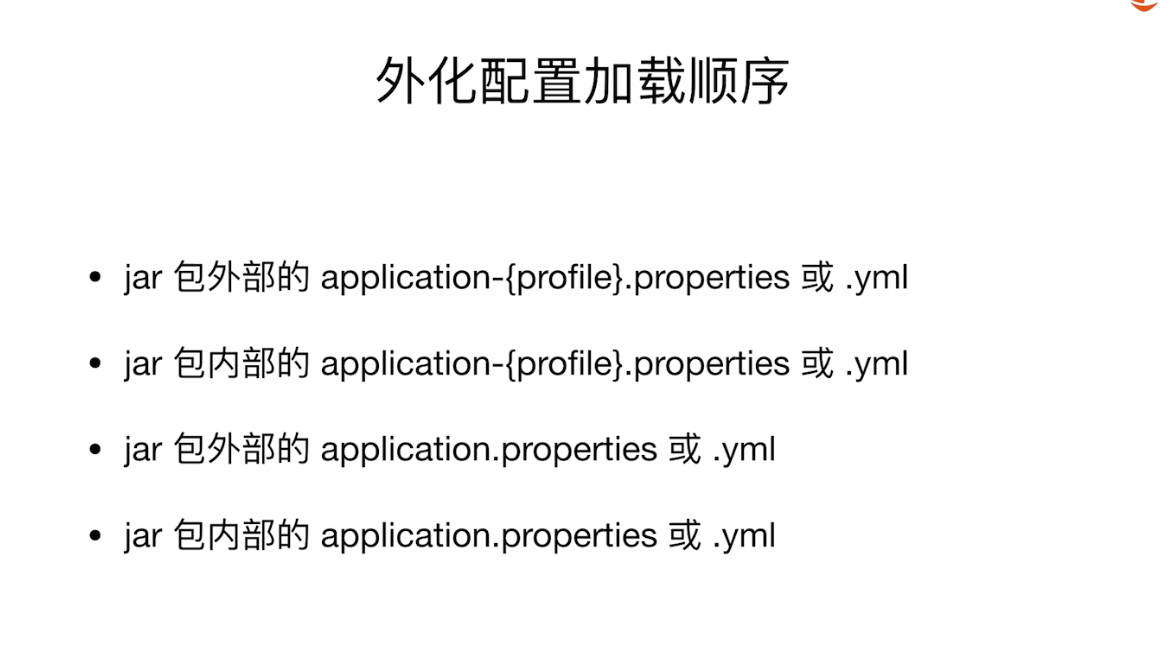 外化配置加载顺序
• jar 包外部的 application-{profile}.properties 或 .yml
• jar 包内部的 application-{profile}.properties 或 .yml
• jar 包外部的 application.properties 或 .yml
• jar 包内部的 application.properties 或 .yml